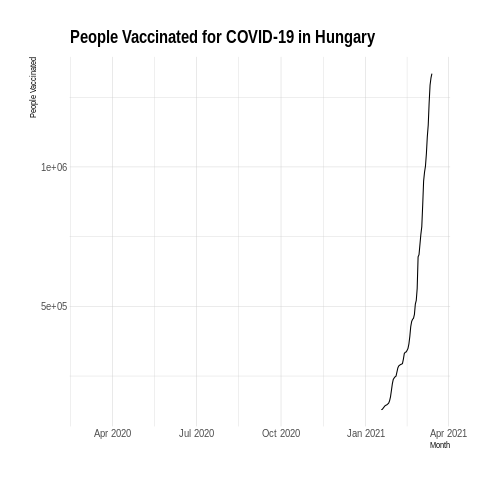 People Vaccinated for COVID-19 in Hungary
People Vaccinated
1e+06
5e+05
Apr 2020 Jul 2020 Oct 2020 Jan 2021 Apr 2021
Month